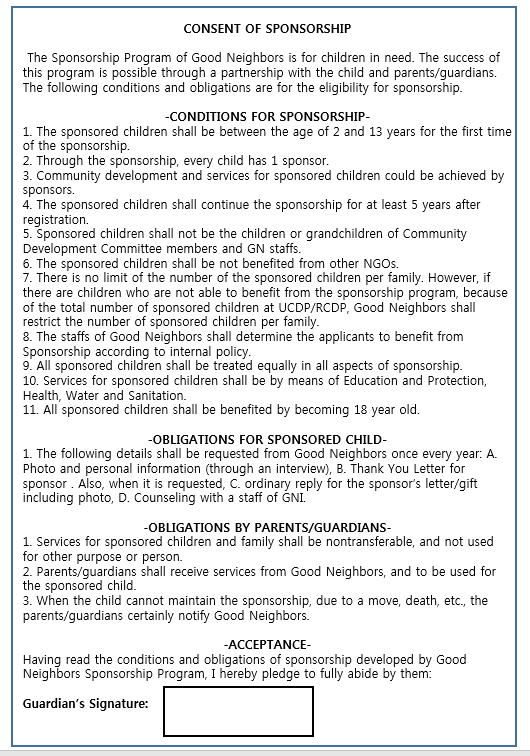 CONSENT OF SPONSORSHIP
The Sponsorship Program of Good Neighbors is for children in need. The success of
this program is possible through a partnership with the child and parents/guardians.
The following conditions and obligations are for the eligibility for sponsorship.
-CONDITIONS FOR SPONSORSHIP-
1. The sponsored children shall be between the age of 2 and 13 years for the first time
of the sponsorship.
2. Through the sponsorship, every child has 1 sponsor.
3. Community development and services for sponsored children could be achieved by
sponsors.
4. The sponsored children shall continue the sponsorship for at least 5 years after
registration.
5. Sponsored children shall not be the children or grandchildren of Community
Development Committee members and GN staffs.
6. The sponsored children shall be not benefited from other NGOs.
7. There is no limit of the number of the sponsored children per family. However, if
there are children who are not able to benefit from the sponsorship program, because
of the total number of sponsored children at UCDP/RCDP, Good Neighbors shall
restrict the number of sponsored children per family.
8. The staffs of Good Neighbors shall determine the applicants to benefit from
Sponsorship according to internal policy.
9. All sponsored children shall be treated equally in all aspects of sponsorship.
10. Services for sponsored children shall be by means of Education and Protection,
Health, Water and Sanitation.
11. All sponsored children shall be benefited by becoming 18 year old.
-OBLIGATIONS FOR SPONSORED CHILD-
1. The following details shall be requested from Good Neighbors once every year: A.
Photo and personal information (through an interview), B. Thank You Letter for
sponsor . Also, when it is requested, C. ordinary reply for the sponsor's letter/gift
including photo, D. Counseling with a staff of GNI.
-OBLIGATIONS BY PARENTS/GUARDIANS-
1. Services for sponsored children and family shall be nontransferable, and not used
for other purpose or person.
2. Parents/guardians shall receive services from Good Neighbors, and to be used for
the sponsored child.
3. When the child cannot maintain the sponsorship, due to a move, death, etc., the
parents/guardians certainly notify Good Neighbors.
-ACCEPTANCE-
Having read the conditions and obligations of sponsorship developed by Good
Neighbors Sponsorship Program, I hereby pledge to fully abide by them:
Guardian's Signature: